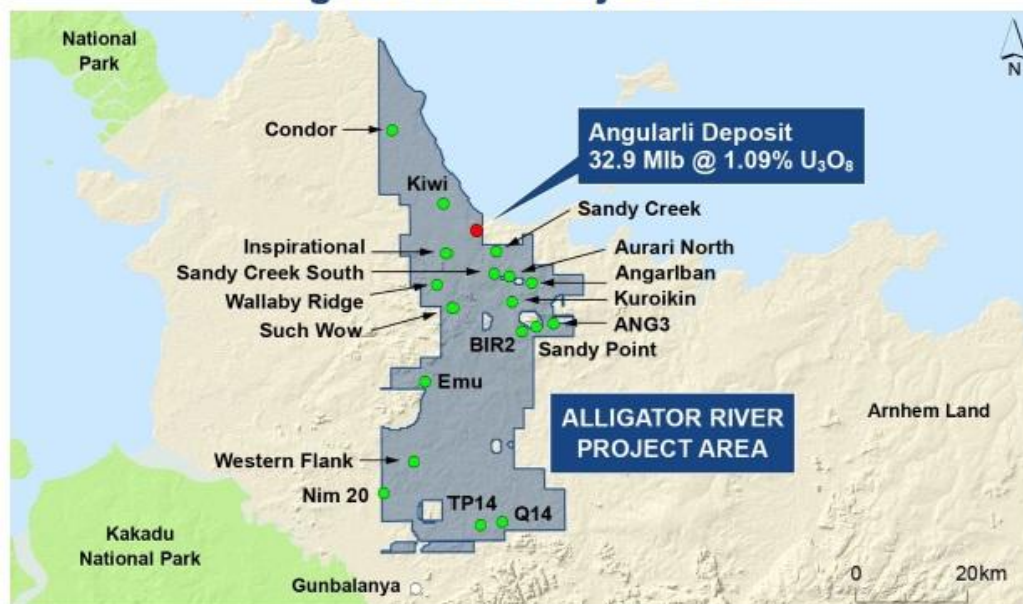 National
Park
N
Condor
Angularli Deposit
32.9 Mlb @ 1.09% U₃O₈
Kiwi
Sandy Creek
Inspirational
Aurari North
Sandy Creek South
Angarlban
Wallaby Ridge
Kuroikin
Such Wow
ANG3
BIR2
Sandy Point
Emu
ALLIGATOR RIVER
PROJECT AREA
Arnhem Land
Western Flank
Nim 20
TP14
Q14
Kakadu
National Park
Gunbalanya
0
20km